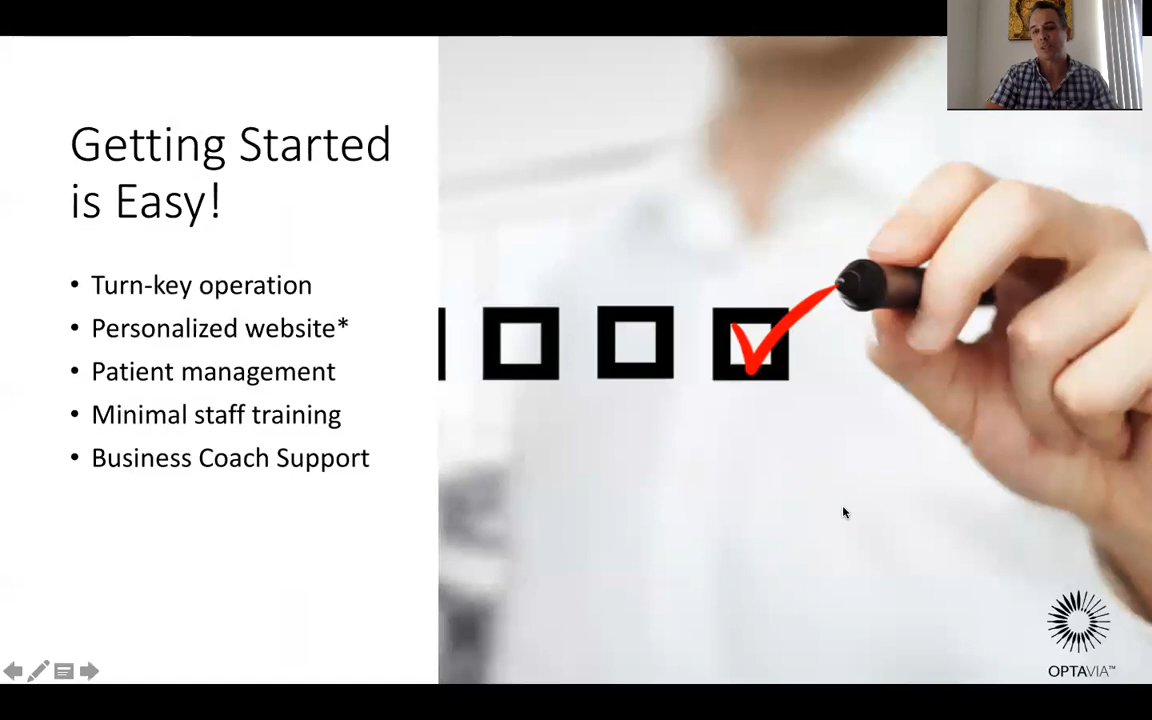 Getting Started
is Easy!
• Turn-key operation
• Personalized website*
• Patient management
• Minimal staff training
• Business Coach Support
OPTAVIA™